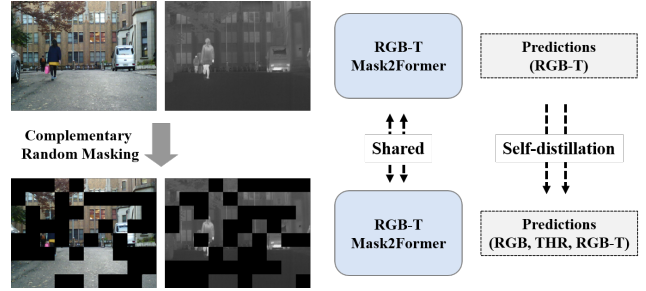 RGB-T
Mask2Former
Predictions
(RGB-T)
Complementary
Random Masking
Shared
Self-distillation
RGB-T
Mask2Former
Predictions
(RGB, THR, RGB-T)